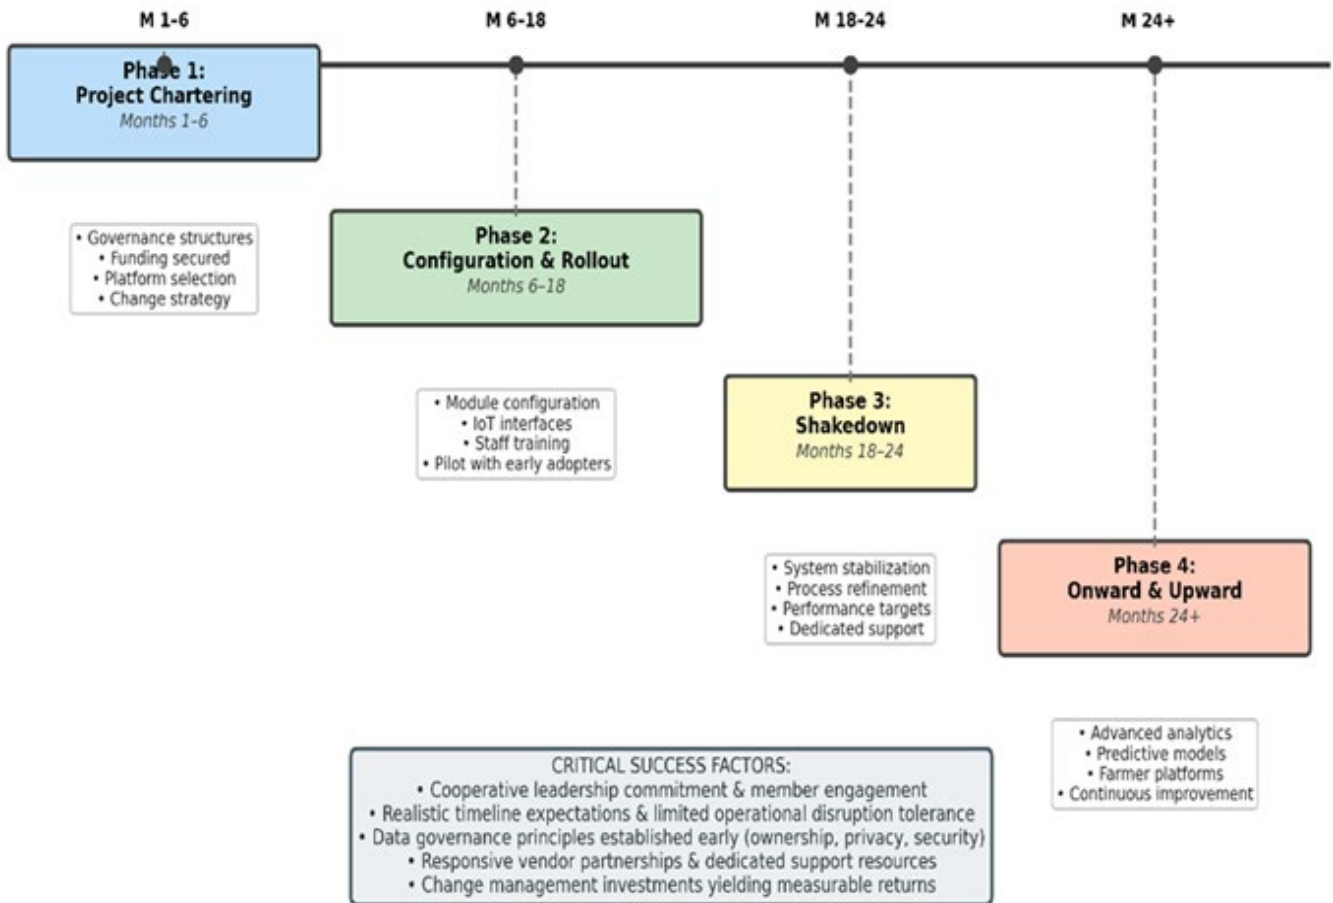 M 1-6
M 6-18
M 18-24
M 24+
Phase 1:
Project Chartering
Months 1–6
• Governance structures
• Funding secured
• Platform selection
• Change strategy
Phase 2:
Configuration & Rollout
Months 6–18
• Module configuration
• IoT interfaces
• Staff training
• Pilot with early adopters
Phase 3:
Shakedown
Months 18–24
• System stabilization
• Process refinement
• Performance targets
• Dedicated support
Phase 4:
Onward & Upward
Months 24+
• Advanced analytics
• Predictive models
• Farmer platforms
• Continuous improvement
CRITICAL SUCCESS FACTORS:
• Cooperative leadership commitment & member engagement
• Realistic timeline expectations & limited operational disruption tolerance
• Data governance principles established early (ownership, privacy, security)
• Responsive vendor partnerships & dedicated support resources
• Change management investments yielding measurable returns